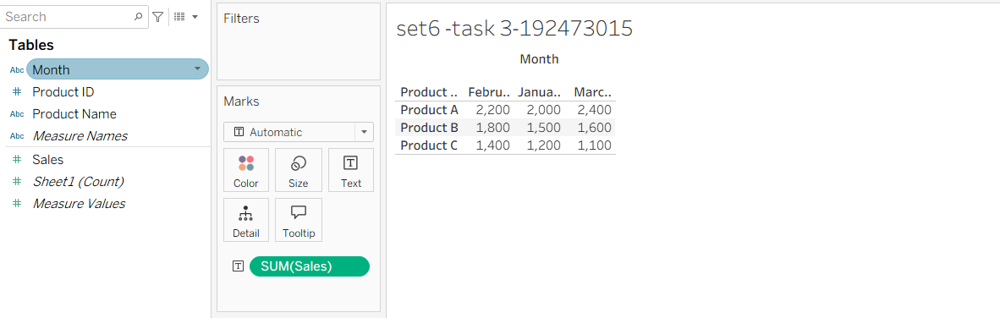 Search
Tables
Abc Month
# Product ID
Abc Product Name
Abc Measure Names
# Sales
# Sheet1 (Count)
# Measure Values
Filters
Marks
T Automatic
Color Size T Text
Detail Tooltip
T SUM(Sales)
set6 -task 3-192473015
Month
Product .. Febru.. Janua.. Marc..
Product A 2,200 2,000 2,400
Product B 1,800 1,500 1,600
Product C 1,400 1,200 1,100